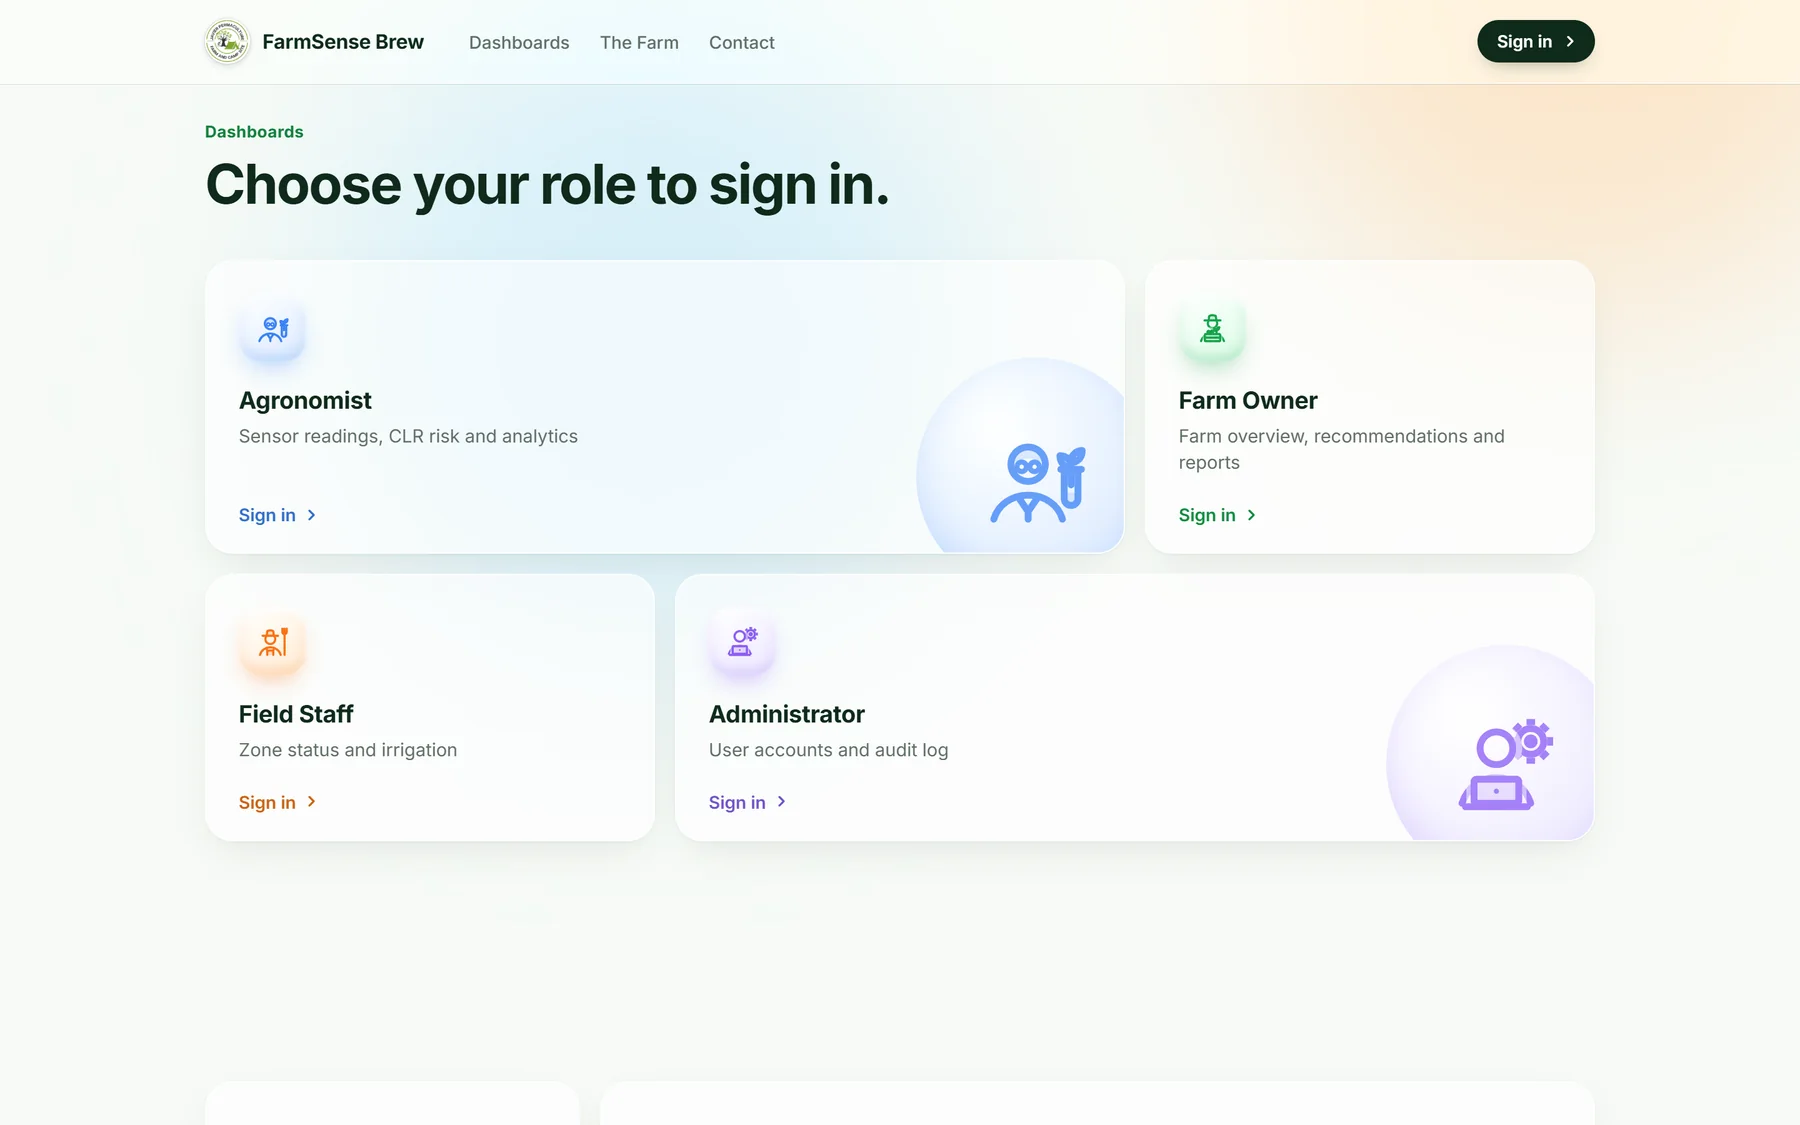 FarmSense Brew
Dashboards
The Farm
Contact
Sign in
Dashboards
Choose your role to sign in.
Agronomist
Sensor readings, CLR risk and analytics
Sign in
Farm Owner
Farm overview, recommendations and
reports
Sign in
Field Staff
Zone status and irrigation
Sign in
Administrator
User accounts and audit log
Sign in